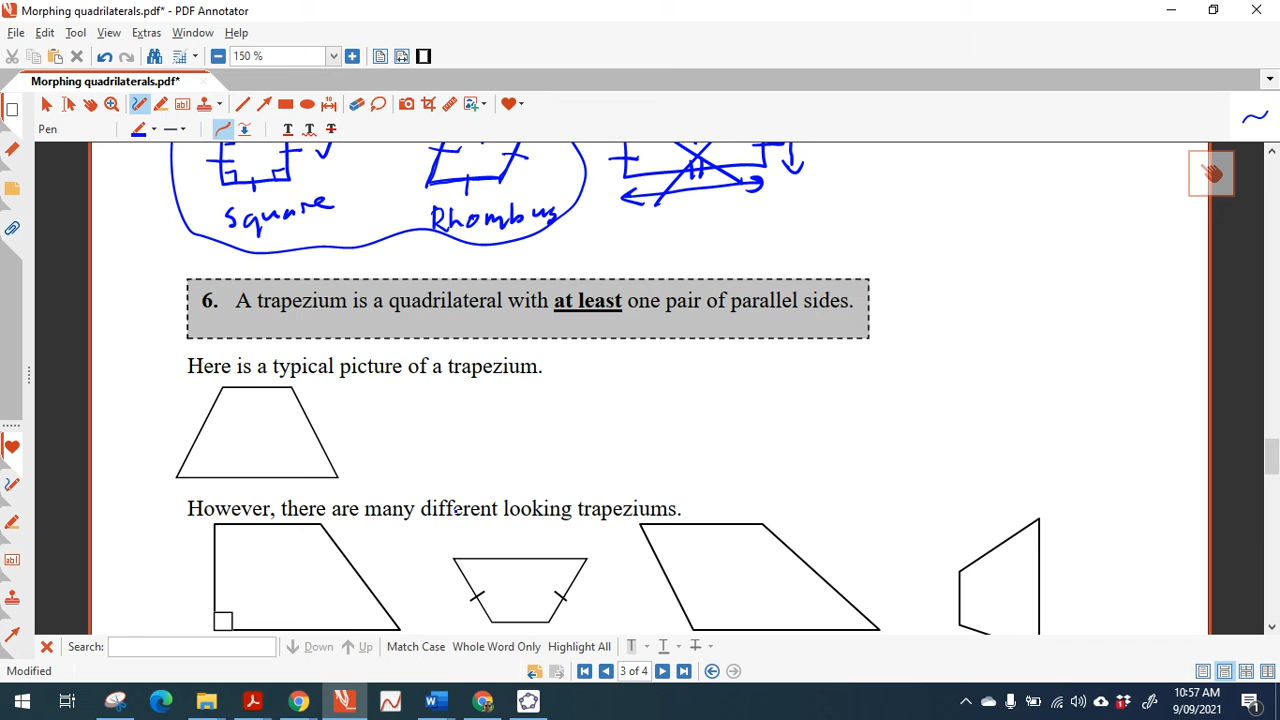 Morphing quadrilaterals.pdf* - PDF Annotator
File Edit Tool View Extras Window Help
150 %
Morphing quadrilaterals.pdf*
Pen
Square
Rhombus
6. A trapezium is a quadrilateral with at least one pair of parallel sides.
Here is a typical picture of a trapezium.
However, there are many different looking trapeziums.
Search: Down Up Match Case Whole Word Only Highlight All
Modified
3 of 4
10:57 AM
9/09/2021